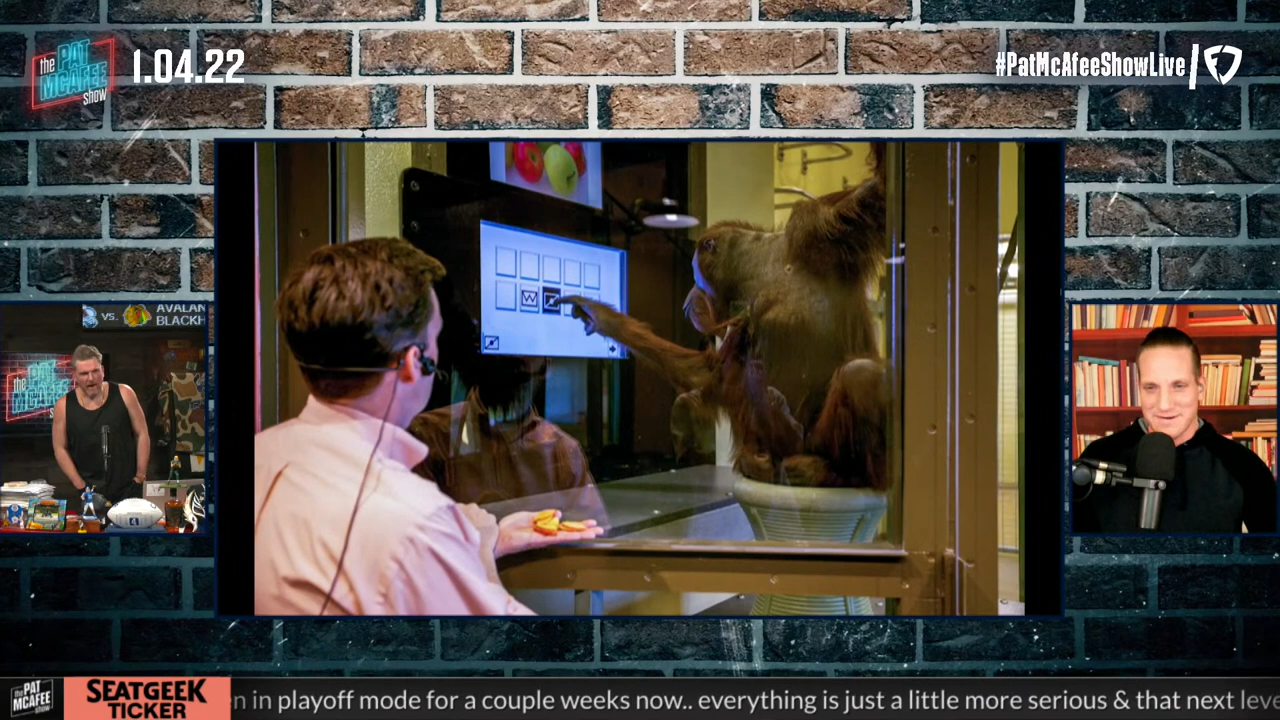 the PAT MCAFEE show
1.04.22
#PatMcAfeeShowLive
VS. AVALAN
BLACKH
the PAT
MCAFEE
W
the PAT MCAFEE show
SEATGEEK
TICKER
n in playoff mode for a couple weeks now.. everything is just a little more serious & that next leve